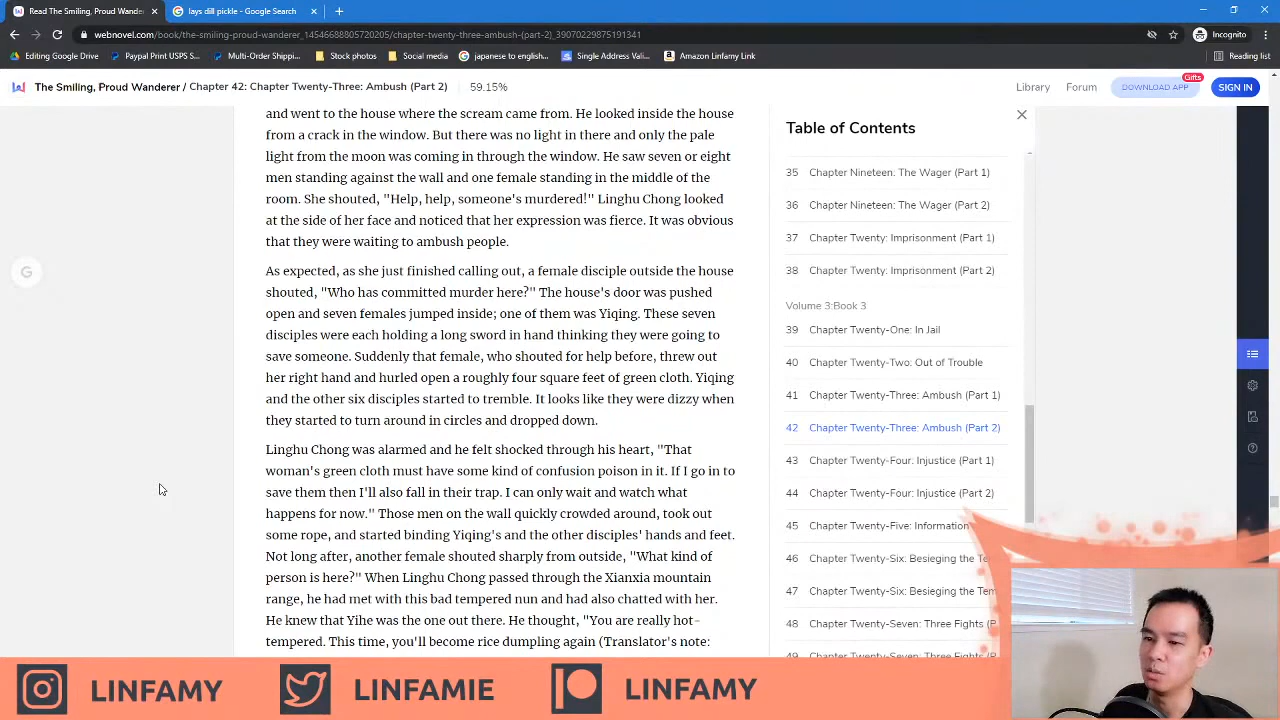 Read The Smiling, Proud Wander
lays dill pickle - Google Search
Incognito
webnovel.com/book/the-smiling-proud-wanderer_14546688805720205/chapter-twenty-three-ambush-(part-2)_39070229875191341
Editing Drive
Paypal Print USPS S...
Multi-Order Shippi...
Stock photos
Social media
japanese to english...
Single Address Vali...
Amazon Linfamy Link
Reading list
The Smiling, Proud Wanderer / Chapter 42: Chapter Twenty-Three: Ambush (Part 2)
59.15%
Library
Forum
DOWNLOAD APP
Gifts
SIGN IN
and went to the house where the scream came from. He looked inside the house
from a crack in the window. But there was no light in there and only the pale
light from the moon was coming in through the window. He saw seven or eight
men standing against the wall and one female standing in the middle of the
room. She shouted, "Help, help, someone's murdered!" Linghu Chong looked
at the side of her face and noticed that her expression was fierce. It was obvious
that they were waiting to ambush people.
As expected, as she just finished calling out, a female disciple outside the house
shouted, "Who has committed murder here?" The house's door was pushed
open and seven females jumped inside; one of them was Yiqing. These seven
disciples were each holding a long sword in hand thinking they were going to
save someone. Suddenly that female, who shouted for help before, threw out
her right hand and hurled open a roughly four square feet of green cloth. Yiqing
and the other six disciples started to tremble. It looks like they were dizzy when
they started to turn around in circles and dropped down.
Linghu Chong was alarmed and he felt shocked through his heart, "That
woman's green cloth must have some kind of confusion poison in it. If I go in to
save them then I'll also fall in their trap. I can only wait and watch what
happens for now." Those men on the wall quickly crowded around, took out
some rope, and started binding Yiqing's and the other disciples' hands and feet.
Not long after, another female shouted sharply from outside, "What kind of
person is here?" When Linghu Chong passed through the Xianxia mountain
range, he had met with this bad tempered nun and had also chatted with her.
He knew that Yihe was the one out there. He thought, "You are really hot-
tempered. This time, you'll become rice dumpling again (Translator's note:
Table of Contents
35 Chapter Nineteen: The Wager (Part 1)
36 Chapter Nineteen: The Wager (Part 2)
37 Chapter Twenty: Imprisonment (Part 1)
38 Chapter Twenty: Imprisonment (Part 2)
Volume 3:Book 3
39 Chapter Twenty-One: In Jail
40 Chapter Twenty-Two: Out of Trouble
41 Chapter Twenty-Three: Ambush (Part 1)
42 Chapter Twenty-Three: Ambush (Part 2)
43 Chapter Twenty-Four: Injustice (Part 1)
44 Chapter Twenty-Four: Injustice (Part 2)
45 Chapter Twenty-Five: Information
46 Chapter Twenty-Six: Besieging the Tem
47 Chapter Twenty-Six: Besieging the Tem
48 Chapter Twenty-Seven: Three Fights (P
49 Chapter Twenty-Seven: Three Fights (P
LINFAMY
LINFAMIE
LINFAMY